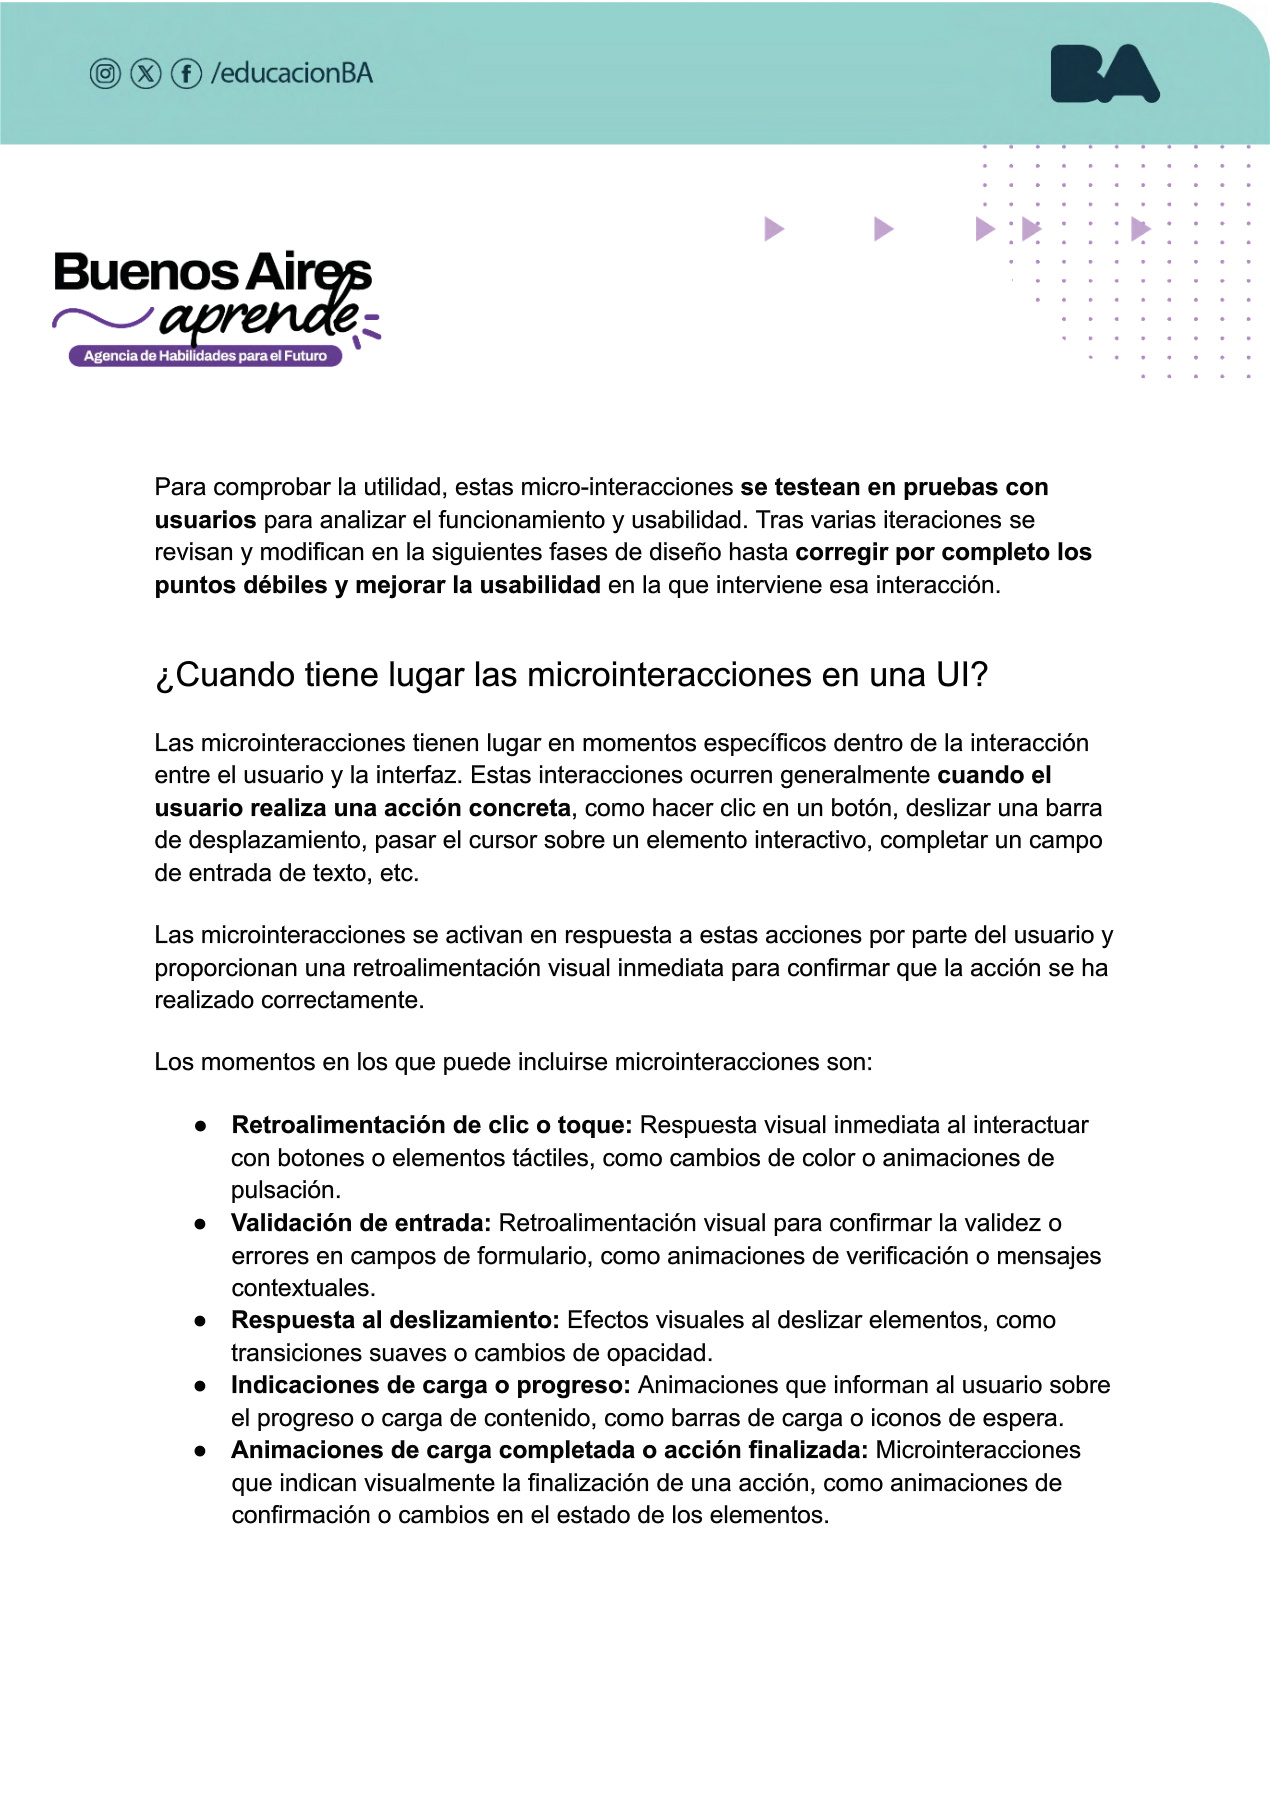 /educacionBA
BA
Buenos Aires
aprende
Agencia de Habilidades para el Futuro
Para comprobar la utilidad, estas micro-interacciones se testean en pruebas con
usuarios para analizar el funcionamiento y usabilidad. Tras varias iteraciones se
revisan y modifican en la siguientes fases de diseño hasta corregir por completo los
puntos débiles y mejorar la usabilidad en la que interviene esa interacción.
¿Cuando tiene lugar las microinteracciones en una UI?
Las microinteracciones tienen lugar en momentos específicos dentro de la interacción
entre el usuario y la interfaz. Estas interacciones ocurren generalmente cuando el
usuario realiza una acción concreta, como hacer clic en un botón, deslizar una barra
de desplazamiento, pasar el cursor sobre un elemento interactivo, completar un campo
de entrada de texto, etc.
Las microinteracciones se activan en respuesta a estas acciones por parte del usuario y
proporcionan una retroalimentación visual inmediata para confirmar que la acción se ha
realizado correctamente.
Los momentos en los que puede incluirse microinteracciones son:
● Retroalimentación de clic o toque: Respuesta visual inmediata al interactuar
con botones o elementos táctiles, como cambios de color o animaciones de
pulsación.
● Validación de entrada: Retroalimentación visual para confirmar la validez o
errores en campos de formulario, como animaciones de verificación o mensajes
contextuales.
● Respuesta al deslizamiento: Efectos visuales al deslizar elementos, como
transiciones suaves o cambios de opacidad.
● Indicaciones de carga o progreso: Animaciones que informan al usuario sobre
el progreso o carga de contenido, como barras de carga o iconos de espera.
● Animaciones de carga completada o acción finalizada: Microinteracciones
que indican visualmente la finalización de una acción, como animaciones de
confirmación o cambios en el estado de los elementos.